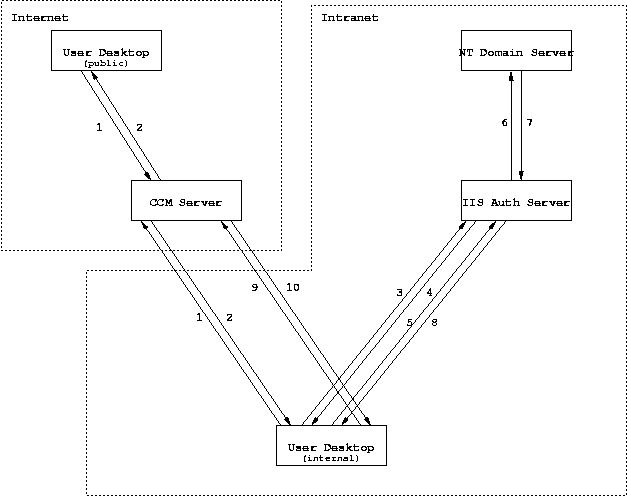 Internet
Intranet
User Desktop
(public)
NT Domain Server
1
2
6
7
CCM Server
IIS Auth Server
9
10
3
4
1
2
5
8
User Desktop
(internal)